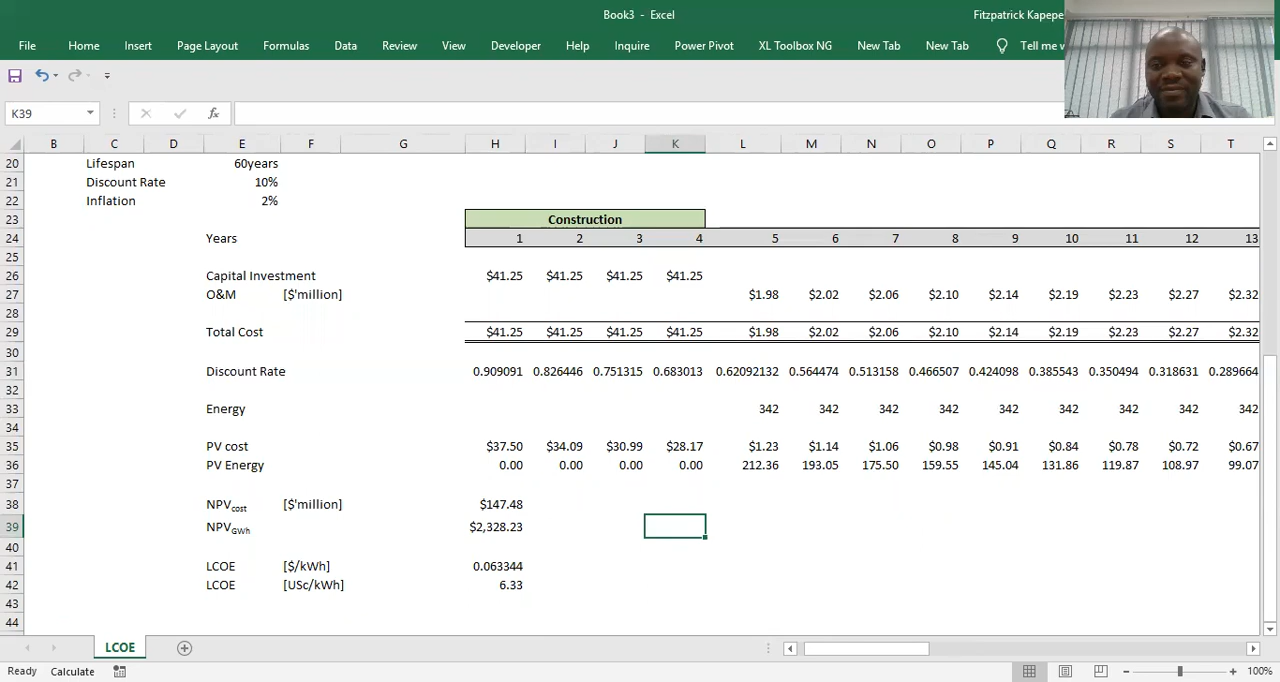 Book3 - Excel
Fitzpatrick Kapepe
File Home Insert Page Layout Formulas Data Review View Developer Help Inquire Power Pivot XL Toolbox NG New Tab New Tab Tell me
K39 fx
B C D E F G H I J K L M N O P Q R S T
20 Lifespan 60years
21 Discount Rate 10%
22 Inflation 2%
23 Construction
24 Years 1 2 3 4 5 6 7 8 9 10 11 12 13
25
26 Capital Investment $41.25 $41.25 $41.25 $41.25
27 O&M [$'million] $1.98 $2.02 $2.06 $2.10 $2.14 $2.19 $2.23 $2.27 $2.32
28
29 Total Cost $41.25 $41.25 $41.25 $41.25 $1.98 $2.02 $2.06 $2.10 $2.14 $2.19 $2.23 $2.27 $2.32
30
31 Discount Rate 0.909091 0.826446 0.751315 0.683013 0.62092132 0.564474 0.513158 0.466507 0.424098 0.385543 0.350494 0.318631 0.289664
32
33 Energy 342 342 342 342 342 342 342 342 342
34
35 PV cost $37.50 $34.09 $30.99 $28.17 $1.23 $1.14 $1.06 $0.98 $0.91 $0.84 $0.78 $0.72 $0.67
36 PV Energy 0.00 0.00 0.00 0.00 212.36 193.05 175.50 159.55 145.04 131.86 119.87 108.97 99.07
37
38 NPVcost [$'million] $147.48
39 NPVGWh $2,328.23
40
41 LCOE [$/kWh] 0.063344
42 LCOE [USc/kWh] 6.33
43
44
LCOE
Ready Calculate 100%